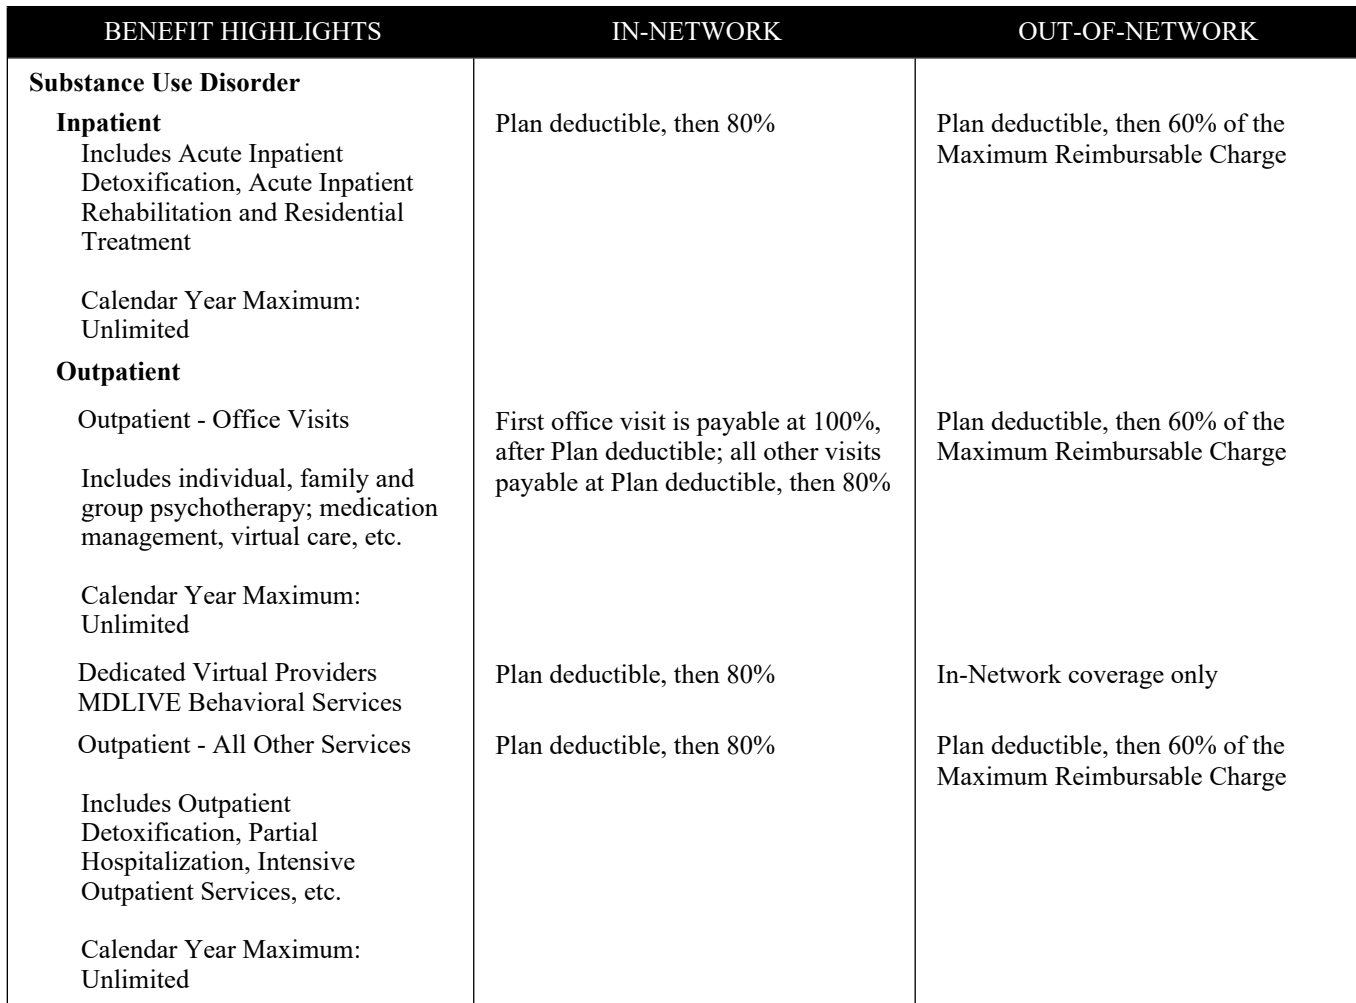 BENEFIT HIGHLIGHTS IN-NETWORK OUT-OF-NETWORK
Substance Use Disorder
Inpatient
Includes Acute Inpatient
Detoxification, Acute Inpatient
Rehabilitation and Residential
Treatment
Calendar Year Maximum:
Unlimited
Plan deductible, then 80%
Plan deductible, then 60% of the
Maximum Reimbursable Charge
Outpatient
Outpatient - Office Visits
Includes individual, family and
group psychotherapy; medication
management, virtual care, etc.
Calendar Year Maximum:
Unlimited
First office visit is payable at 100%,
after Plan deductible; all other visits
payable at Plan deductible, then 80%
Plan deductible, then 60% of the
Maximum Reimbursable Charge
Dedicated Virtual Providers
MDLIVE Behavioral Services
Plan deductible, then 80%
In-Network coverage only
Outpatient - All Other Services
Includes Outpatient
Detoxification, Partial
Hospitalization, Intensive
Outpatient Services, etc.
Calendar Year Maximum:
Unlimited
Plan deductible, then 80%
Plan deductible, then 60% of the
Maximum Reimbursable Charge